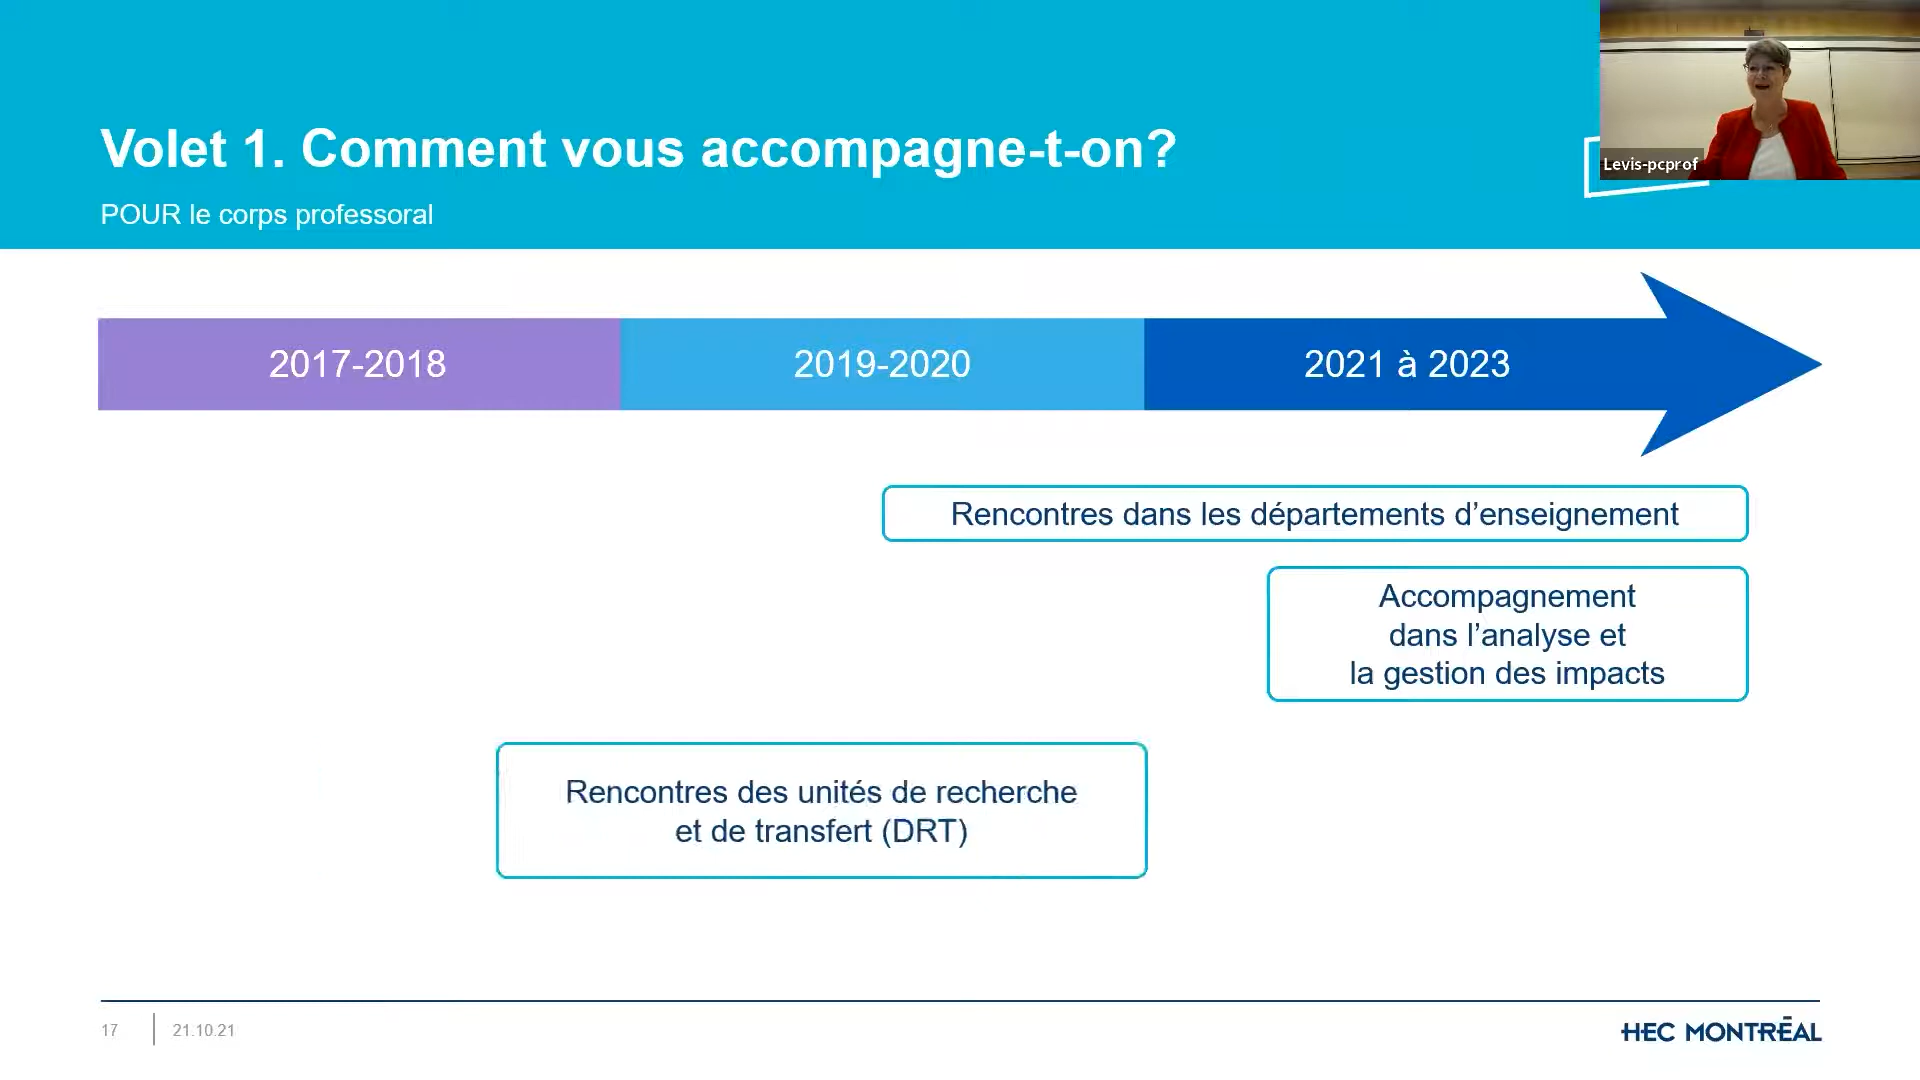 Volet 1. Comment vous accompagne-t-on?
POUR le corps professoral
Levis-pcprof
2017-2018
2019-2020
2021 à 2023
Rencontres dans les départements d’enseignement
Accompagnement
dans l’analyse et
la gestion des impacts
Rencontres des unités de recherche
et de transfert (DRT)
17
21.10.21
HEC MONTRÉAL